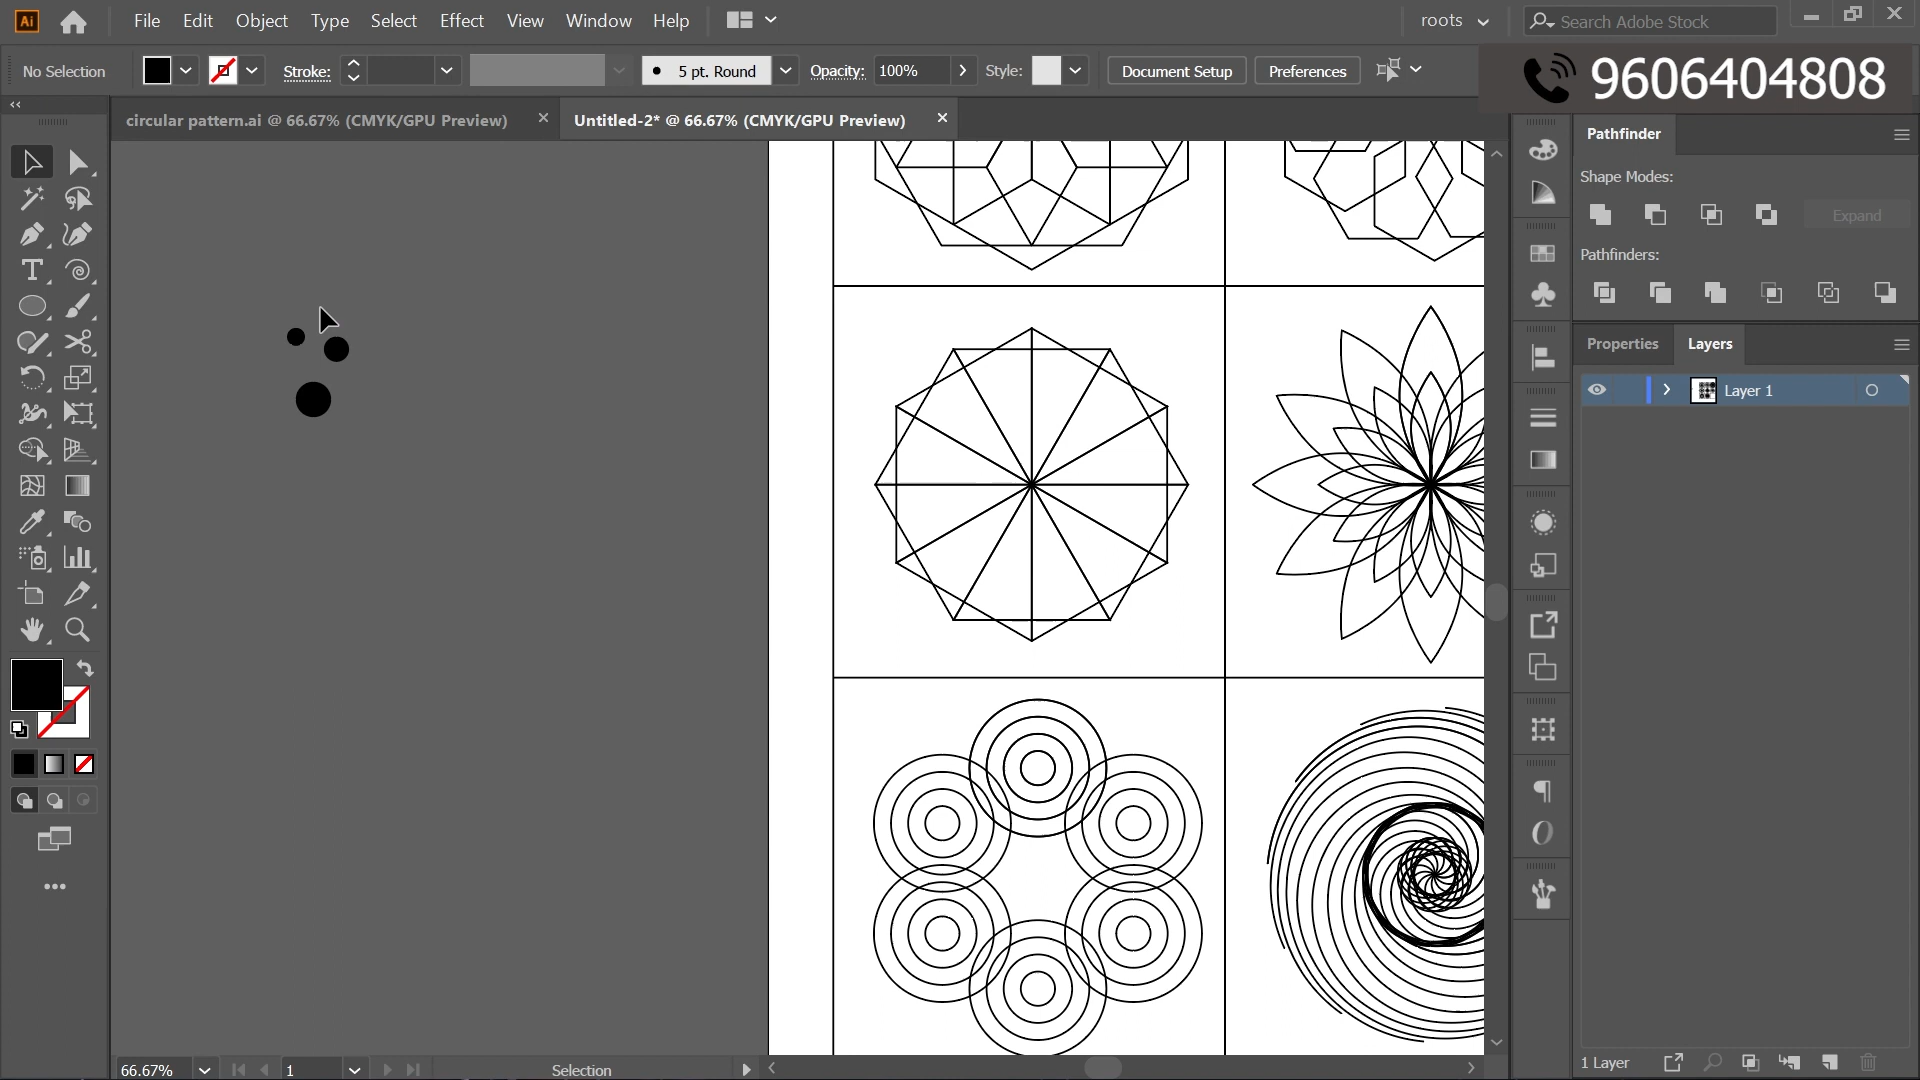 Ai
File Edit Object Type Select Effect View Window Help
roots
Search Adobe Stock
No Selection
Stroke:
5 pt. Round
Opacity: 100%
Style:
Document Setup
Preferences
9606404808
circular pattern.ai @ 66.67% (CMYK/GPU Preview)
Untitled-2* @ 66.67% (CMYK/GPU Preview)
Pathfinder
Shape Modes:
Expand
Pathfinders:
Properties Layers
Layer 1
66.67%
1
Selection
1 Layer